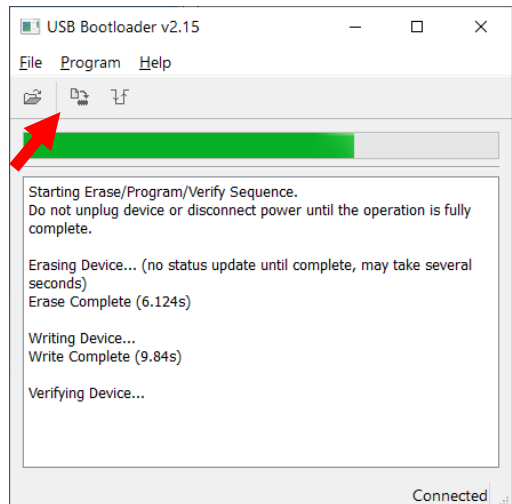 USB Bootloader v2.15
File Program Help
Starting Erase/Program/Verify Sequence.
Do not unplug device or disconnect power until the operation is fully
complete.
Erasing Device... (no status update until complete, may take several
seconds)
Erase Complete (6.124s)
Writing Device...
Write Complete (9.84s)
Verifying Device...
Connected